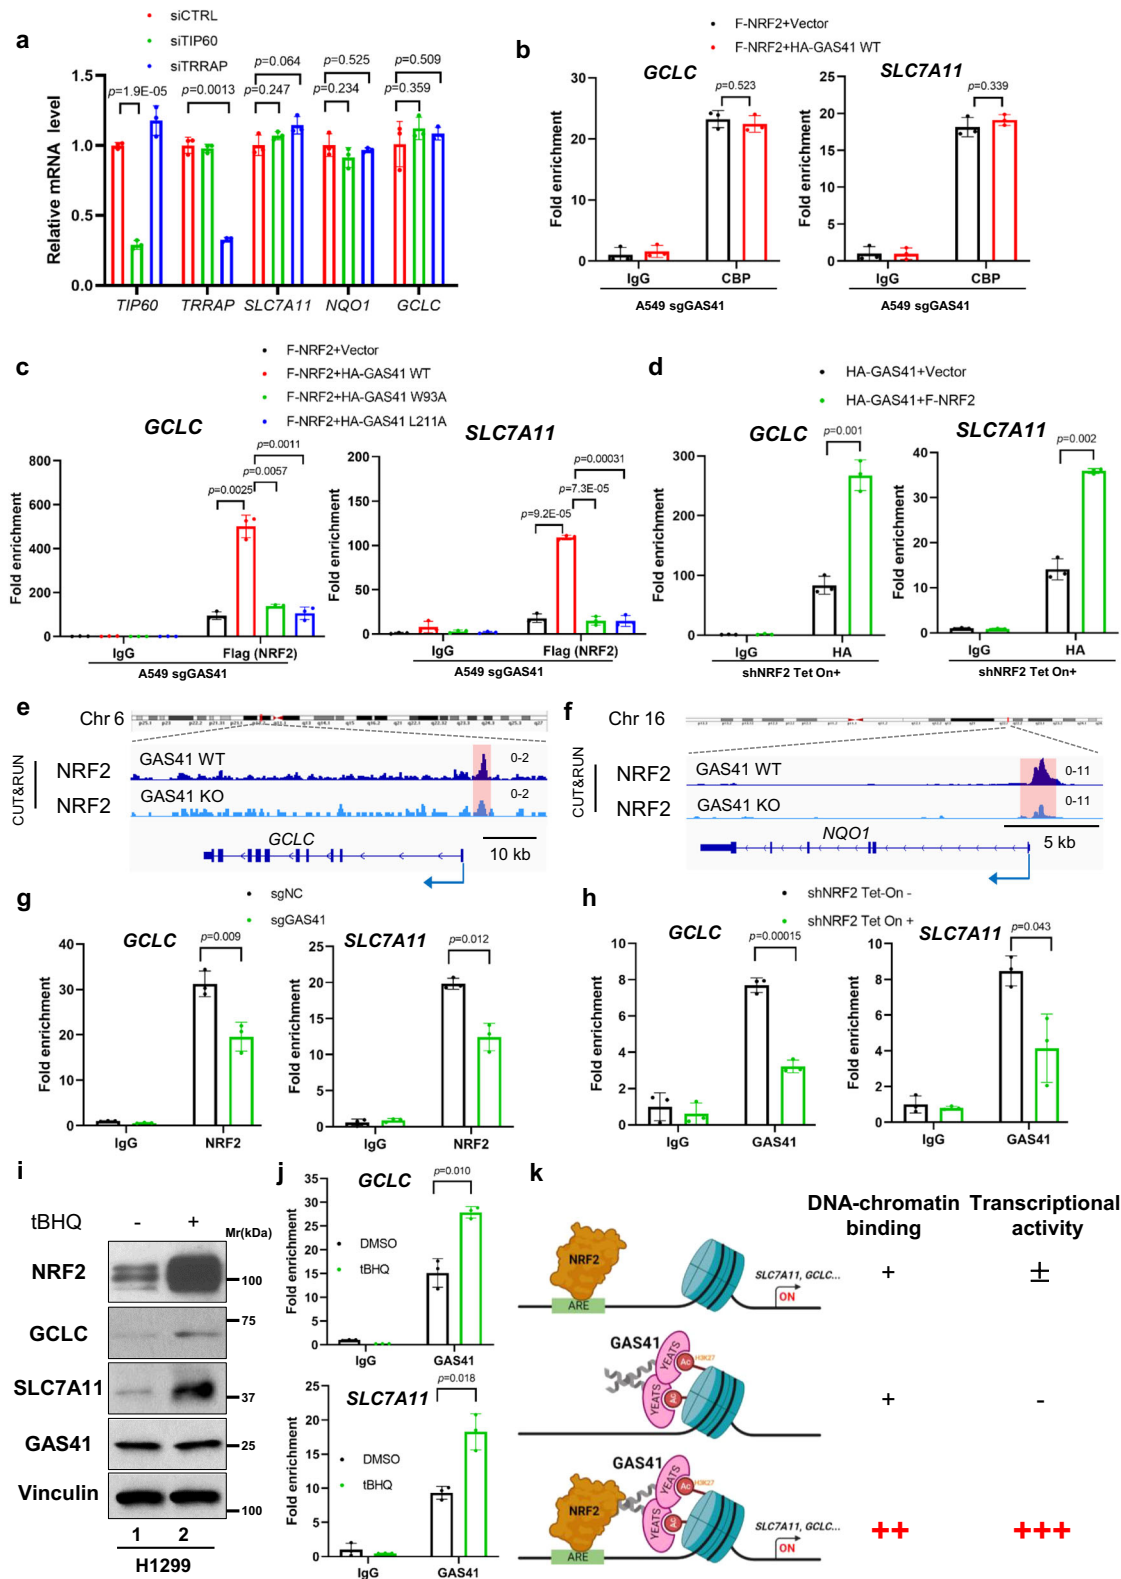 a
siCTRL
siTIP60
siTRRAP
p=0.064 p=0.525 p=0.509
p=1.9E-05 p=0.0013 p=0.247 p=0.234 p=0.359
Relative mRNA level
1.5
1.0
0.5
0.0
TIP60 TRRAP SLC7A11 NQO1 GCLC
b
F-NRF2+Vector
F-NRF2+HA-GAS41 WT
GCLC
p=0.523
Fold enrichment
30
20
10
0
IgG CBP
A549 sgGAS41
SLC7A11
p=0.339
Fold enrichment
25
20
15
10
5
0
IgG CBP
A549 sgGAS41
c
F-NRF2+Vector
F-NRF2+HA-GAS41 WT
F-NRF2+HA-GAS41 W93A
F-NRF2+HA-GAS41 L211A
GCLC
p=0.0011
p=0.0057
p=0.0025
Fold enrichment
800
600
400
200
0
IgG Flag (NRF2)
A549 sgGAS41
SLC7A11
p=0.00031
p=7.3E-05
p=9.2E-05
Fold enrichment
200
150
100
50
0
IgG Flag (NRF2)
A549 sgGAS41
d
HA-GAS41+Vector
HA-GAS41+F-NRF2
GCLC
p=0.001
Fold enrichment
300
200
100
0
IgG HA
shNRF2 Tet On+
SLC7A11
p=0.002
Fold enrichment
40
30
20
10
0
IgG HA
shNRF2 Tet On+
e
Chr 6
CUT&RUN
NRF2 GAS41 WT 0-2
NRF2 GAS41 KO 0-2
GCLC
10 kb
f
Chr 16
CUT&RUN
NRF2 GAS41 WT 0-11
NRF2 GAS41 KO 0-11
NQO1
5 kb
g
sgNC
sgGAS41
GCLC
p=0.009
Fold enrichment
40
30
20
10
0
IgG NRF2
SLC7A11
p=0.012
Fold enrichment
25
20
15
10
5
0
IgG NRF2
h
shNRF2 Tet-On -
shNRF2 Tet On +
GCLC
p=0.00015
Fold enrichment
10
8
6
4
2
0
IgG GAS41
SLC7A11
p=0.043
Fold enrichment
10
8
6
4
2
0
IgG GAS41
i
tBHQ - +
Mr(kDa)
NRF2 100
75
GCLC
SLC7A11 37
GAS41 25
Vinculin
100
1 2
H1299
j
GCLC
p=0.010
DMSO
tBHQ
Fold enrichment
35
30
25
20
15
10
5
0
IgG GAS41
SLC7A11
p=0.018
DMSO
tBHQ
Fold enrichment
25
20
15
10
5
0
IgG GAS41
k
DNA-chromatin Transcriptional
binding activity
NRF2
ARE
SLC7A11, GCLC...
ON
+ ±
GAS41
YEATS
YEATS
Ac
Ac
H3K27
+ -
GAS41
NRF2
ARE
YEATS
YEATS
Ac
Ac
H3K27
SLC7A11, GCLC...
ON
++ +++